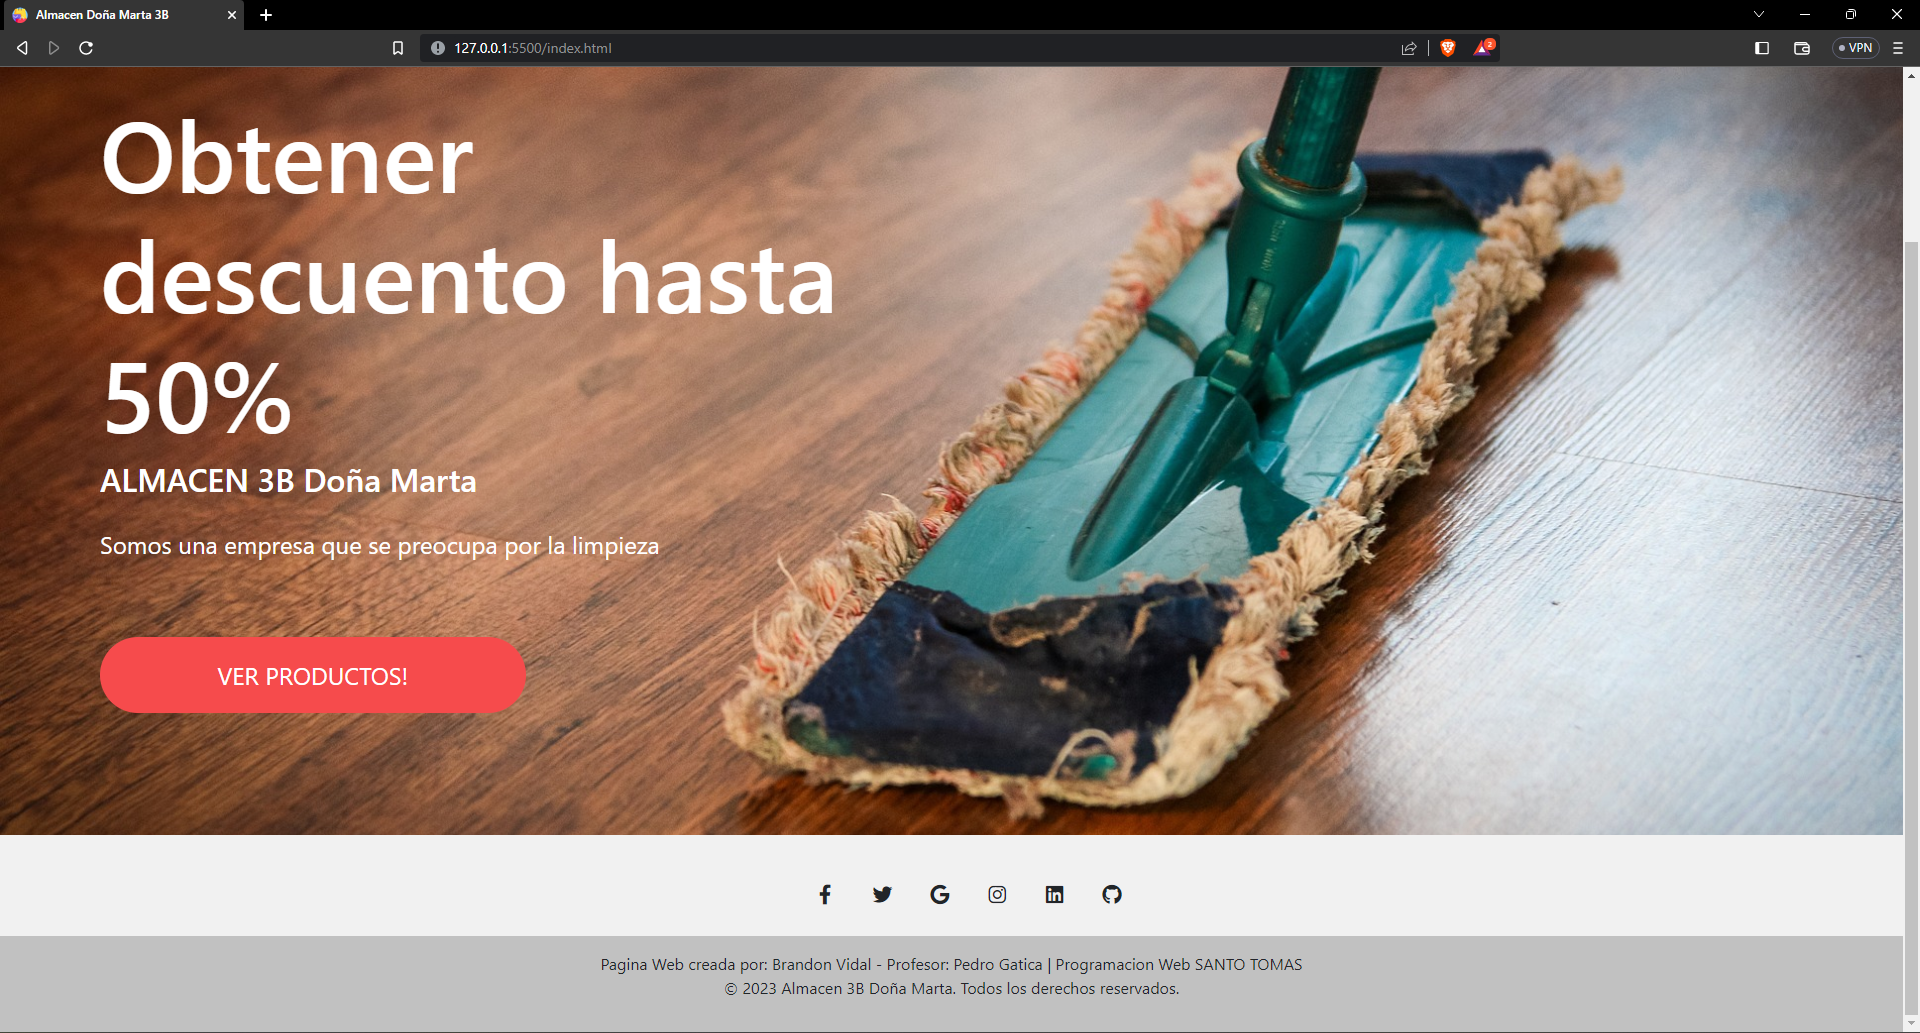 Almacen Doña Marta 3B
127.0.0.1:5500/index.html
2
VPN
Obtener
descuento hasta
50%
ALMACEN 3B Doña Marta
Somos una empresa que se preocupa por la limpieza
VER PRODUCTOS!
Pagina Web creada por: Brandon Vidal - Profesor: Pedro Gatica | Programacion Web SANTO TOMAS
© 2023 Almacen 3B Doña Marta. Todos los derechos reservados.